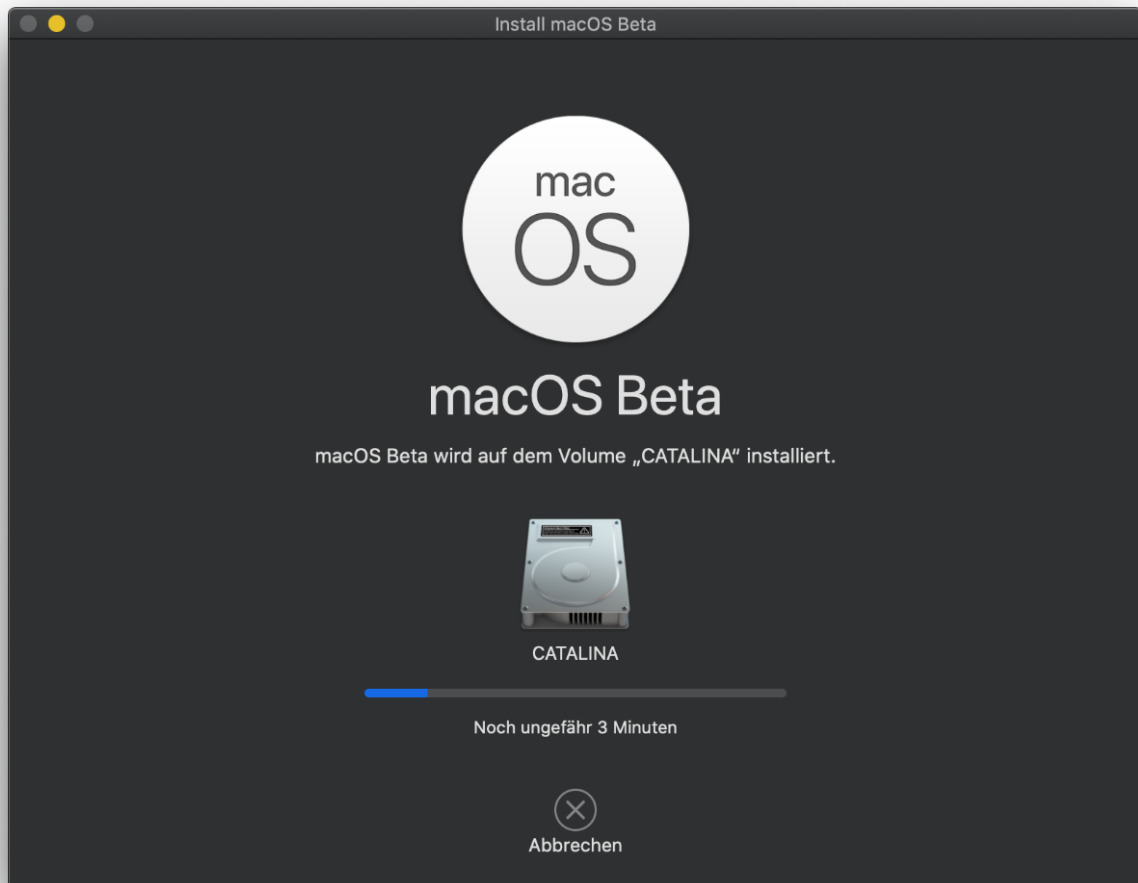 Install macOS Beta
mac
OS
macOS Beta
macOS Beta wird auf dem Volume „CATALINA“ installiert.
CATALINA
Noch ungefähr 3 Minuten
Abbrechen